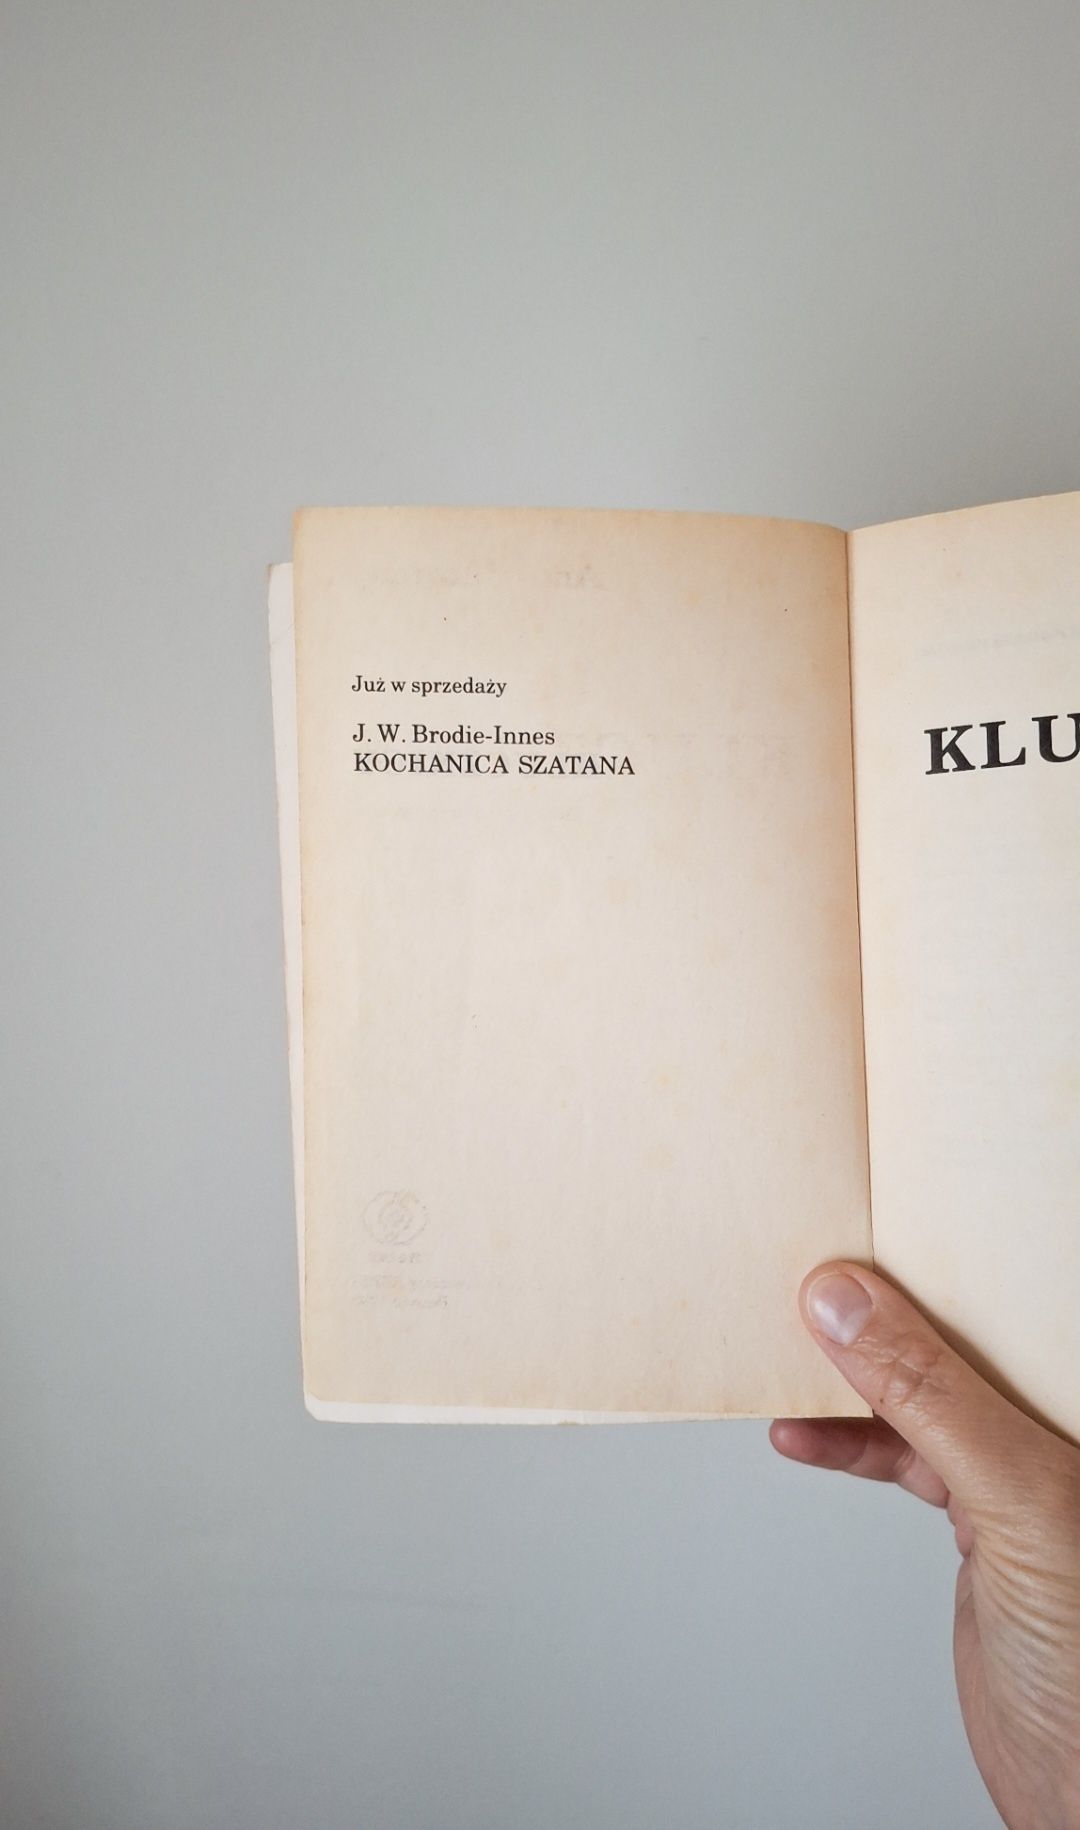 Już w sprzedaży
J. W. Brodie-Innes
KOCHANICA SZATANA
KLU